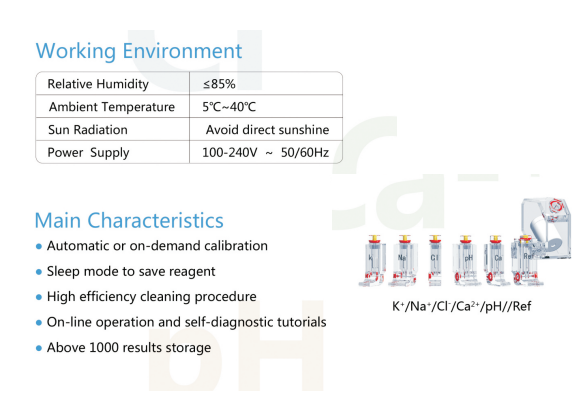 Working Environment
Relative Humidity ≤85%
Ambient Temperature 5℃~40℃
Sun Radiation Avoid direct sunshine
Power Supply 100-240V ~ 50/60Hz
Main Characteristics
● Automatic or on-demand calibration
● Sleep mode to save reagent
● High efficiency cleaning procedure
● On-line operation and self-diagnostic tutorials
● Above 1000 results storage
Cl
Ca
pH
k Na Cl pH Ca Ref
K⁺/Na⁺/Cl⁻/Ca²⁺/pH//Ref